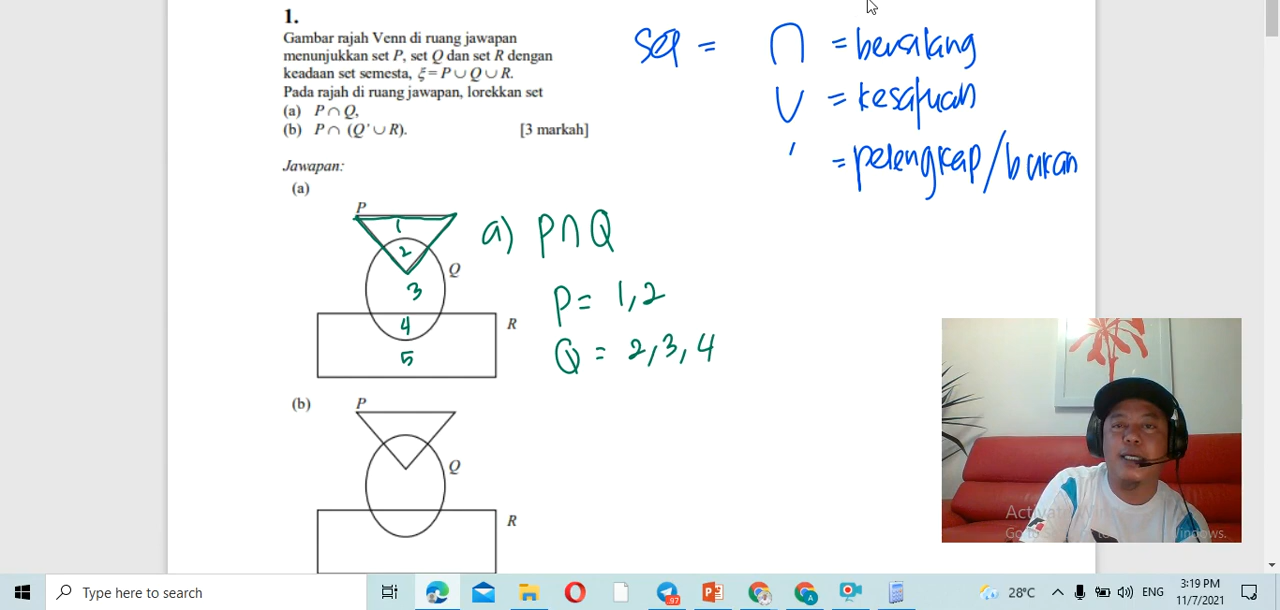 1.
Gambar rajah Venn di ruang jawapan
menunjukkan set P, set Q dan set R dengan
keadaan set semesta, ξ = P ∪ Q ∪ R.
Pada rajah di ruang jawapan, lorekkan set
(a) P ∩ Q,
(b) P ∩ (Q' ∪ R). [3 markah]
Jawapan:
(a)
P
1
2
Q
3
R
4
5
(b)
P
Q
R
set = ∩ = bersilang
∪ = kesatuan
' = pelengkap/bukan
a) P ∩ Q
P = 1,2
Q = 2,3,4
Type here to search
97
28°C
ENG
3:19 PM
11/7/2021